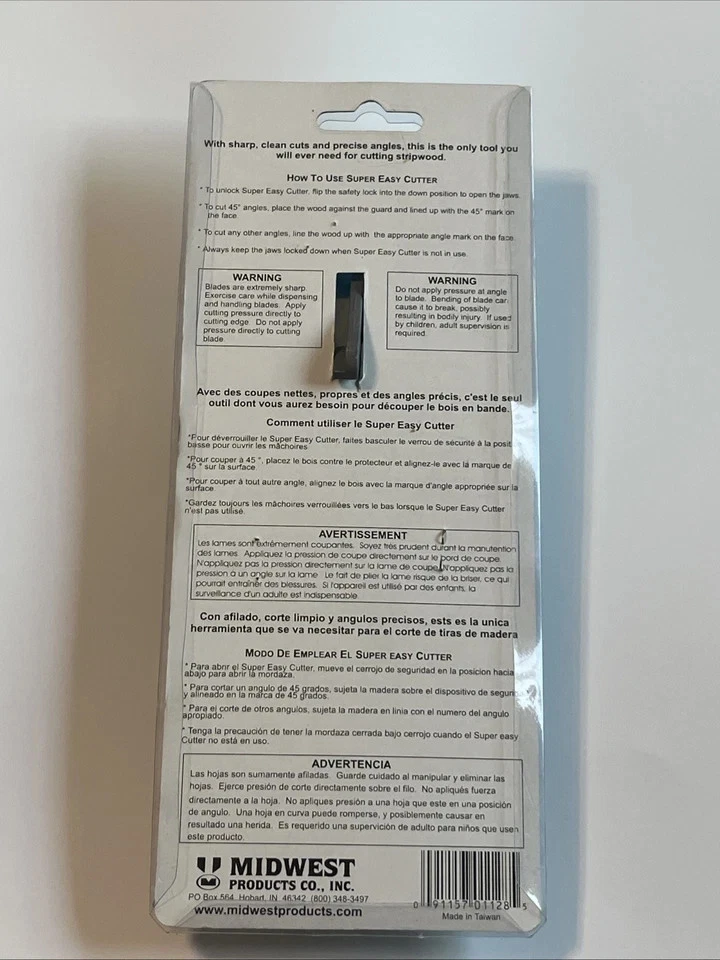 With sharp, clean cuts and precise angles, this is the only tool you
will ever need for cutting stripwood.
HOW TO USE SUPER EASY CUTTER
* To unlock Super Easy Cutter, flip the safety lock into the down position to open the jaws.
* To cut 45° angles, place the wood against the guard and lined up with the 45° mark on
the face.
* To cut any other angles, line the wood up with the appropriate angle mark on the face.
* Always keep the jaws locked down when Super Easy Cutter is not in use.
WARNING
Blades are extremely sharp.
Exercise care while dispensing
and handling blades. Apply
cutting pressure directly to
cutting edge. Do not apply
pressure directly to cutting
blade.
WARNING
Do not apply pressure at angle
to blade. Bending of blade can
cause it to break, possibly
resulting in bodily injury. If used
by children, adult supervision is
required.
Avec des coupes nettes, propres et des angles précis, c'est le seul
outil dont vous aurez besoin pour découper le bois en bande.
Comment utiliser le Super Easy Cutter
*Pour déverrouiller le Super Easy Cutter, faites basculer le verrou de sécurité à la posit
basse pour ouvrir les mâchoires.
*Pour couper à 45 °, placez le bois contre le protecteur et alignez-le avec là marque de
45 ° sur la surface.
*Pour couper à tout autre angle, alignez le bois avec la marque d'angle appropriée sur la
surface.
*Gardez toujours les mâchoires verrouillées vers le bas lorsque le Super Easy Cutter
n'est pas utilisé.
AVERTISSEMENT
Les lames sont extrêmement coupantes. Soyez très prudent durant la manutention
des lames. Appliquez la pression de coupe directement sur le bord de coupe.
N'appliquez pas la pression directement sur la lame de coupe. N'appliquez pas la
pression à un angle sur la lame. Le fait de plier la lame risque de la briser, ce qui
pourrait entraîner des blessures. Si l'appareil est utilisé par des enfants, la
surveillance d'un adulte est indispensable.
Con afilado, corte limpio y angulos precisos, ests es la unica
herramienta que se va necesitar para el corte de tiras de madera
MODO DE EMPLEAR EL SUPER EASY CUTTER
* Para abrir el Super Easy Cutter, mueve el cerrojo de seguridad en la posicion hacia
abajo para abrir la mordaza.
* Para cortar un angulo de 45 grados, sujeta la madera sobre el dispositivo de segur
y alineado en la marca de 45 grados.
* Para el corte de otros angulos, sujeta la madera en linia con el numero del angulo
apropiado.
* Tenga la precaución de tener la mordaza cerrada bajo cerrojo cuando el Super easy
Cutter no está en uso.
ADVERTENCIA
Las hojas son sumamente afiladas. Guarde cuidado al manipular y eliminar las
hojas. Ejerce presión de corte directamente sobre el filo. No apliqués fuerza
directamente a la hoja. No apliques presión a una hoja que este en una posición
de angulo. Una hoja en curva puede romperse, y posiblemente causar en
resultado una herida. Es requerido una supervición de adulto para niños que usen
este producto.
MIDWEST
PRODUCTS CO., INC.
PO Box 564, Hobart, IN 46342 (800) 348-3497
www.midwestproducts.com
0 91157 01128 5
Made in Taiwan